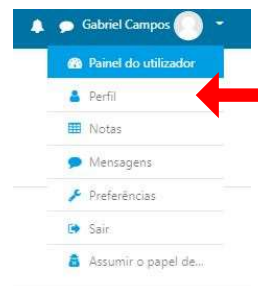 Gabriel Campos
Painel do utilizador
Perfil
Notas
Mensagens
Preferências
Sair
Assumir o papel de...